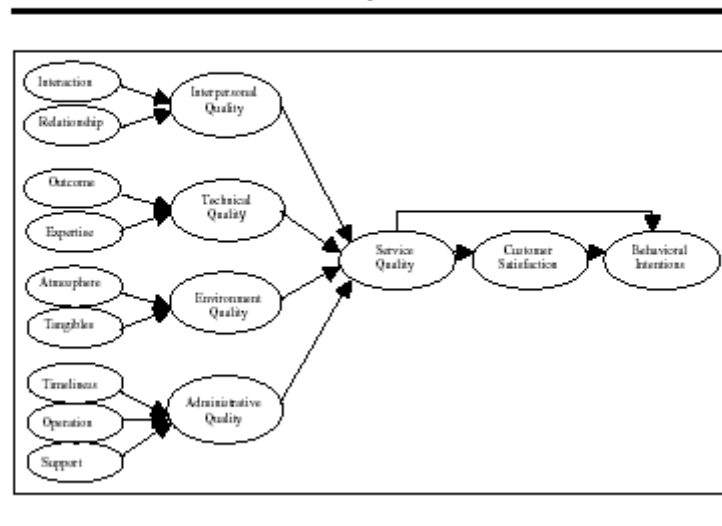 Interaction
Relationship
Interpersonal
Quality
Outcome
Expertise
Technical
Quality
Atmosphere
Tangibles
Environment
Quality
Timeliness
Operation
Support
Administrative
Quality
Service
Quality
Customer
Satisfaction
Behavioral
Intentions